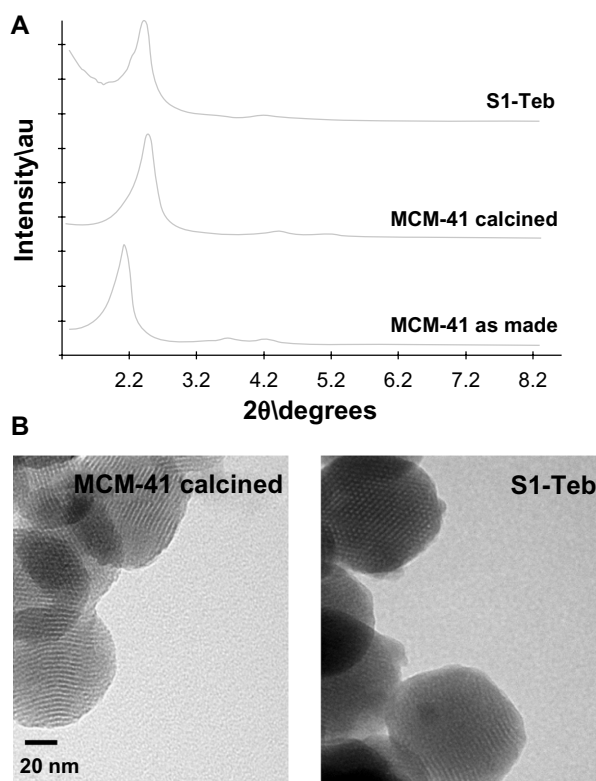 A
Intensity\au
S1-Teb
MCM-41 calcined
MCM-41 as made
2.2 3.2 4.2 5.2 6.2 7.2 8.2
2θ\degrees
B
MCM-41 calcined
S1-Teb
20 nm